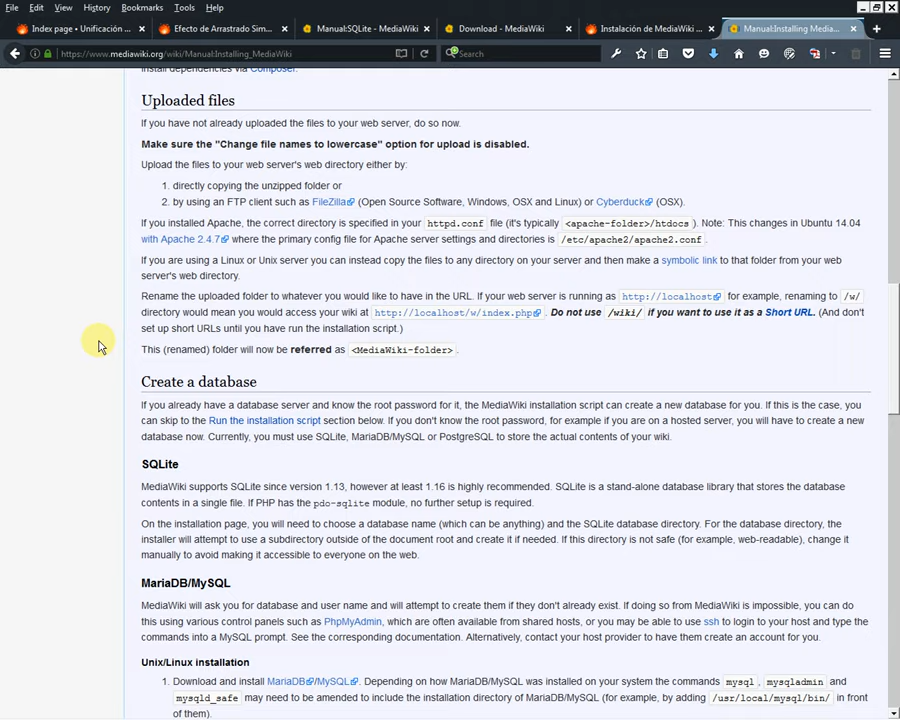 File Edit View History Bookmarks Tools Help
Index page • Unificación ... × Efecto de Arrastrado Sim... × Manual:SQLite - MediaWiki × Download - MediaWiki × Instalación de MediaWiki ... × Manual:Installing Media... ×
https://www.mediawiki.org/wiki/Manual:Installing_MediaWiki Search
install dependencies via Composer.
Uploaded files
If you have not already uploaded the files to your web server, do so now.
Make sure the "Change file names to lowercase" option for upload is disabled.
Upload the files to your web server's web directory either by:
1. directly copying the unzipped folder or
2. by using an FTP client such as FileZilla (Open Source Software, Windows, OSX and Linux) or Cyberduck (OSX).
If you installed Apache, the correct directory is specified in your httpd.conf file (it's typically <apache-folder>/htdocs ). Note: This changes in Ubuntu 14.04
with Apache 2.4.7 where the primary config file for Apache server settings and directories is /etc/apache2/apache2.conf .
If you are using a Linux or Unix server you can instead copy the files to any directory on your server and then make a symbolic link to that folder from your web
server's web directory.
Rename the uploaded folder to whatever you would like to have in the URL. If your web server is running as http://localhost for example, renaming to /w/
directory would mean you would access your wiki at http://localhost/w/index.php . Do not use /wiki/ if you want to use it as a Short URL. (And don't
set up short URLs until you have run the installation script.)
This (renamed) folder will now be referred as <MediaWiki-folder> .
Create a database
If you already have a database server and know the root password for it, the MediaWiki installation script can create a new database for you. If this is the case, you
can skip to the Run the installation script section below. If you don't know the root password, for example if you are on a hosted server, you will have to create a new
database now. Currently, you must use SQLite, MariaDB/MySQL or PostgreSQL to store the actual contents of your wiki.
SQLite
MediaWiki supports SQLite since version 1.13, however at least 1.16 is highly recommended. SQLite is a stand-alone database library that stores the database
contents in a single file. If PHP has the pdo-sqlite module, no further setup is required.
On the installation page, you will need to choose a database name (which can be anything) and the SQLite database directory. For the database directory, the
installer will attempt to use a subdirectory outside of the document root and create it if needed. If this directory is not safe (for example, web-readable), change it
manually to avoid making it accessible to everyone on the web.
MariaDB/MySQL
MediaWiki will ask you for database and user name and will attempt to create them if they don't already exist. If doing so from MediaWiki is impossible, you can do
this using various control panels such as PhpMyAdmin, which are often available from shared hosts, or you may be able to use ssh to login to your host and type the
commands into a MySQL prompt. See the corresponding documentation. Alternatively, contact your host provider to have them create an account for you.
Unix/Linux installation
1. Download and install MariaDB/MySQL. Depending on how MariaDB/MySQL was installed on your system the commands mysql , mysqladmin and
mysqld_safe may need to be amended to include the installation directory of MariaDB/MySQL (for example, by adding /usr/local/mysql/bin/ in front
of them).